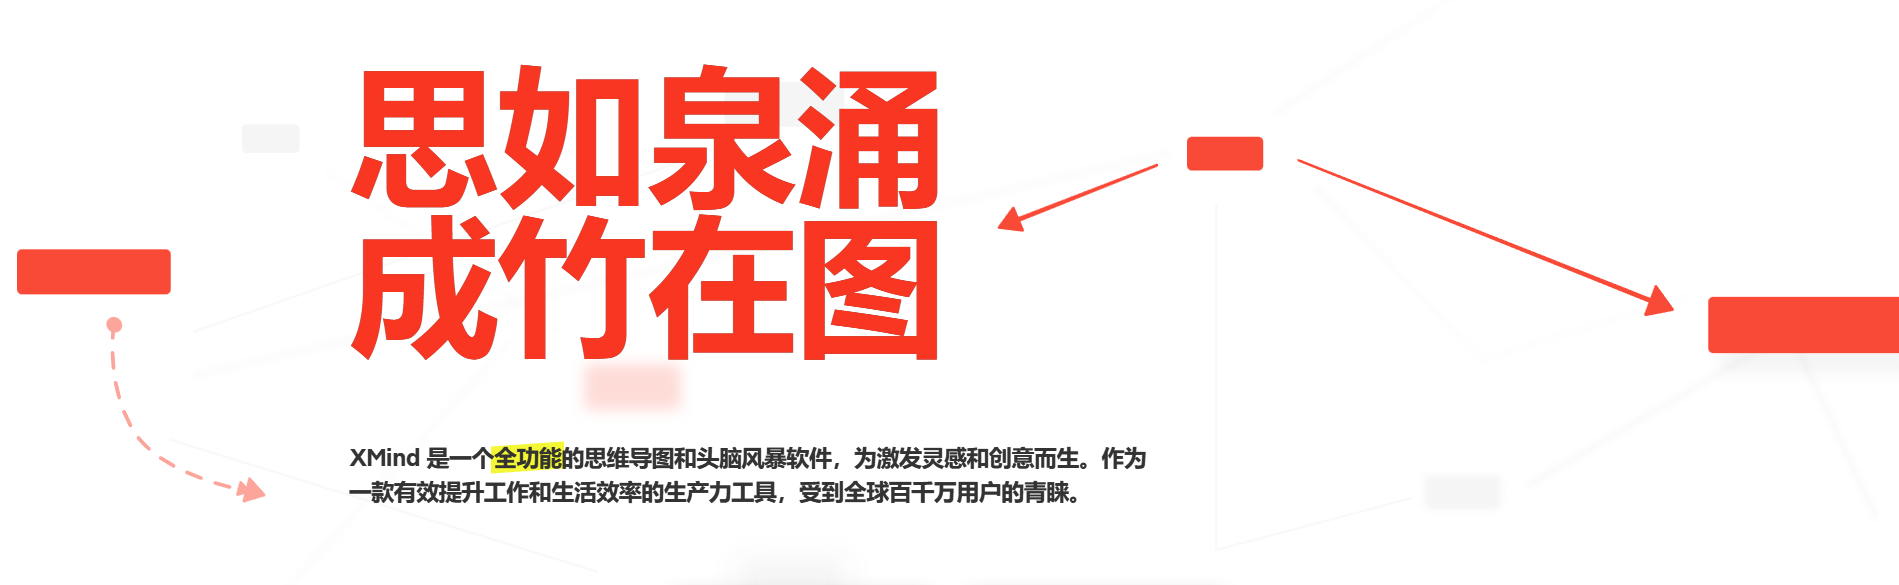 思如泉涌
成竹在图
XMind 是一个全功能的思维导图和头脑风暴软件，为激发灵感和创意而生。作为
一款有效提升工作和生活效率的生产力工具，受到全球百千万用户的青睐。